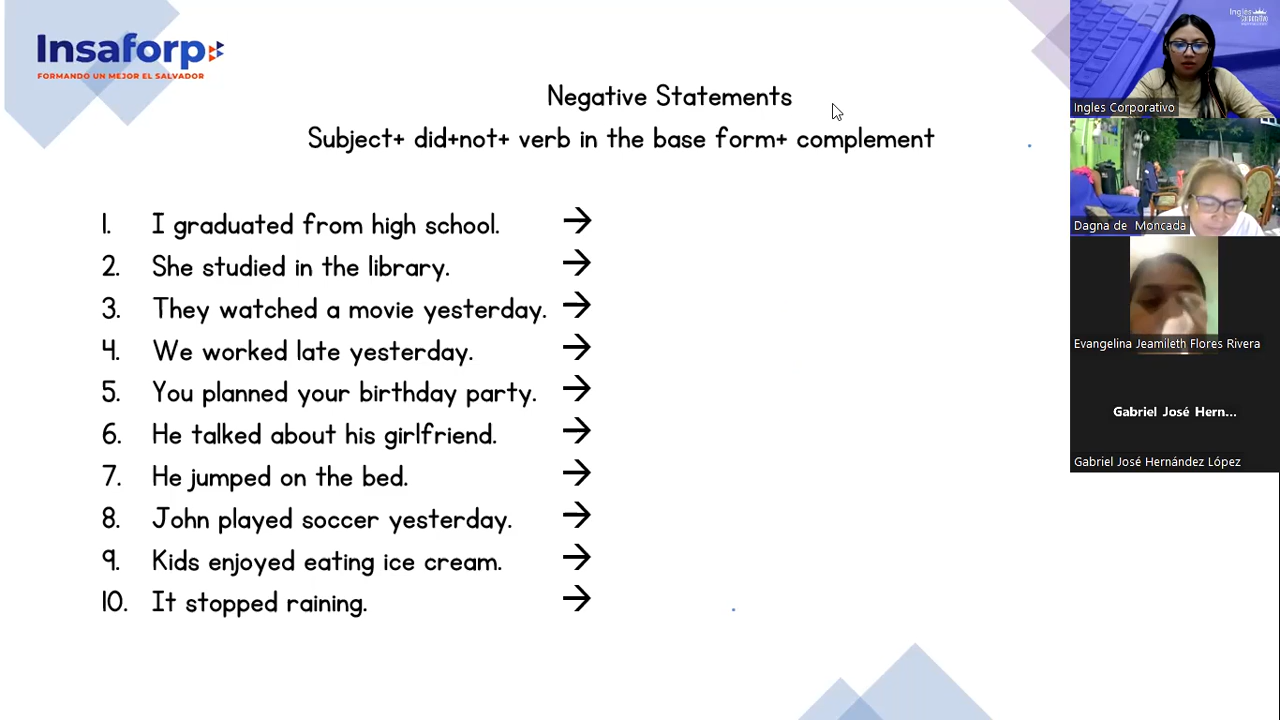 Insaforp
FORMANDO UN MEJOR EL SALVADOR
Negative Statements
Subject+ did+not+ verb in the base form+ complement
1. I graduated from high school. →
2. She studied in the library. →
3. They watched a movie yesterday. →
4. We worked late yesterday. →
5. You planned your birthday party. →
6. He talked about his girlfriend. →
7. He jumped on the bed. →
8. John played soccer yesterday. →
9. Kids enjoyed eating ice cream. →
10. It stopped raining. →
Ingles Corporativo
Dagna de Moncada
Evangelina Jeamileth Flores Rivera
Gabriel José Hern...
Gabriel José Hernández López